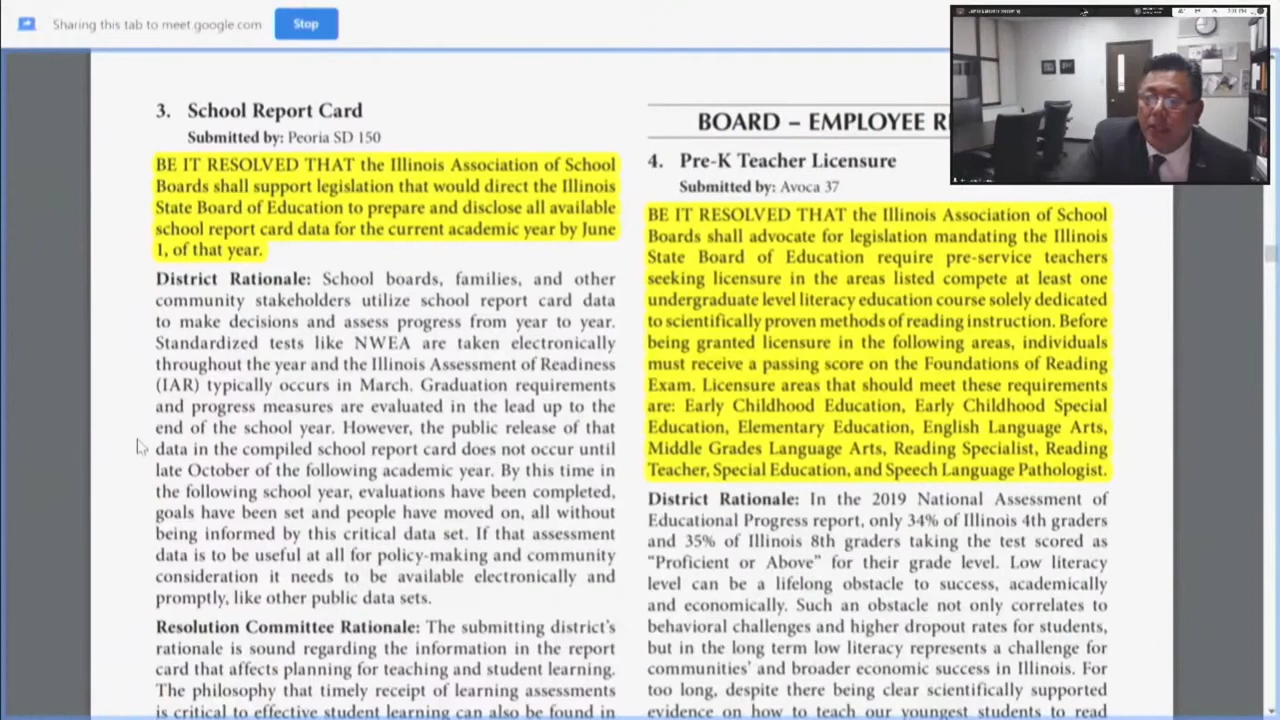 Sharing this tab to meet.google.com
Stop
3. School Report Card
Submitted by: Peoria SD 150
BE IT RESOLVED THAT the Illinois Association of School
Boards shall support legislation that would direct the Illinois
State Board of Education to prepare and disclose all available
school report card data for the current academic year by June
1, of that year.
District Rationale: School boards, families, and other
community stakeholders utilize school report card data
to make decisions and assess progress from year to year.
Standardized tests like NWEA are taken electronically
throughout the year and the Illinois Assessment of Readiness
(IAR) typically occurs in March. Graduation requirements
and progress measures are evaluated in the lead up to the
end of the school year. However, the public release of that
data in the compiled school report card does not occur until
late October of the following academic year. By this time in
the following school year, evaluations have been completed,
goals have been set and people have moved on, all without
being informed by this critical data set. If that assessment
data is to be useful at all for policy-making and community
consideration it needs to be available electronically and
promptly, like other public data sets.
Resolution Committee Rationale: The submitting district's
rationale is sound regarding the information in the report
card that affects planning for teaching and student learning.
The philosophy that timely receipt of learning assessments
is critical to effective student learning can also be found in
BOARD – EMPLOYEE
4. Pre-K Teacher Licensure
Submitted by: Avoca 37
BE IT RESOLVED THAT the Illinois Association of School
Boards shall advocate for legislation mandating the Illinois
State Board of Education require pre-service teachers
seeking licensure in the areas listed compete at least one
undergraduate level literacy education course solely dedicated
to scientifically proven methods of reading instruction. Before
being granted licensure in the following areas, individuals
must receive a passing score on the Foundations of Reading
Exam. Licensure areas that should meet these requirements
are: Early Childhood Education, Early Childhood Special
Education, Elementary Education, English Language Arts,
Middle Grades Language Arts, Reading Specialist, Reading
Teacher, Special Education, and Speech Language Pathologist.
District Rationale: In the 2019 National Assessment of
Educational Progress report, only 34% of Illinois 4th graders
and 35% of Illinois 8th graders taking the test scored as
"Proficient or Above" for their grade level. Low literacy
level can be a lifelong obstacle to success, academically
and economically. Such an obstacle not only correlates to
behavioral challenges and higher dropout rates for students,
but in the long term low literacy represents a challenge for
communities' and broader economic success in Illinois. For
too long, despite there being clear scientifically supported
evidence on how to teach our youngest students to read